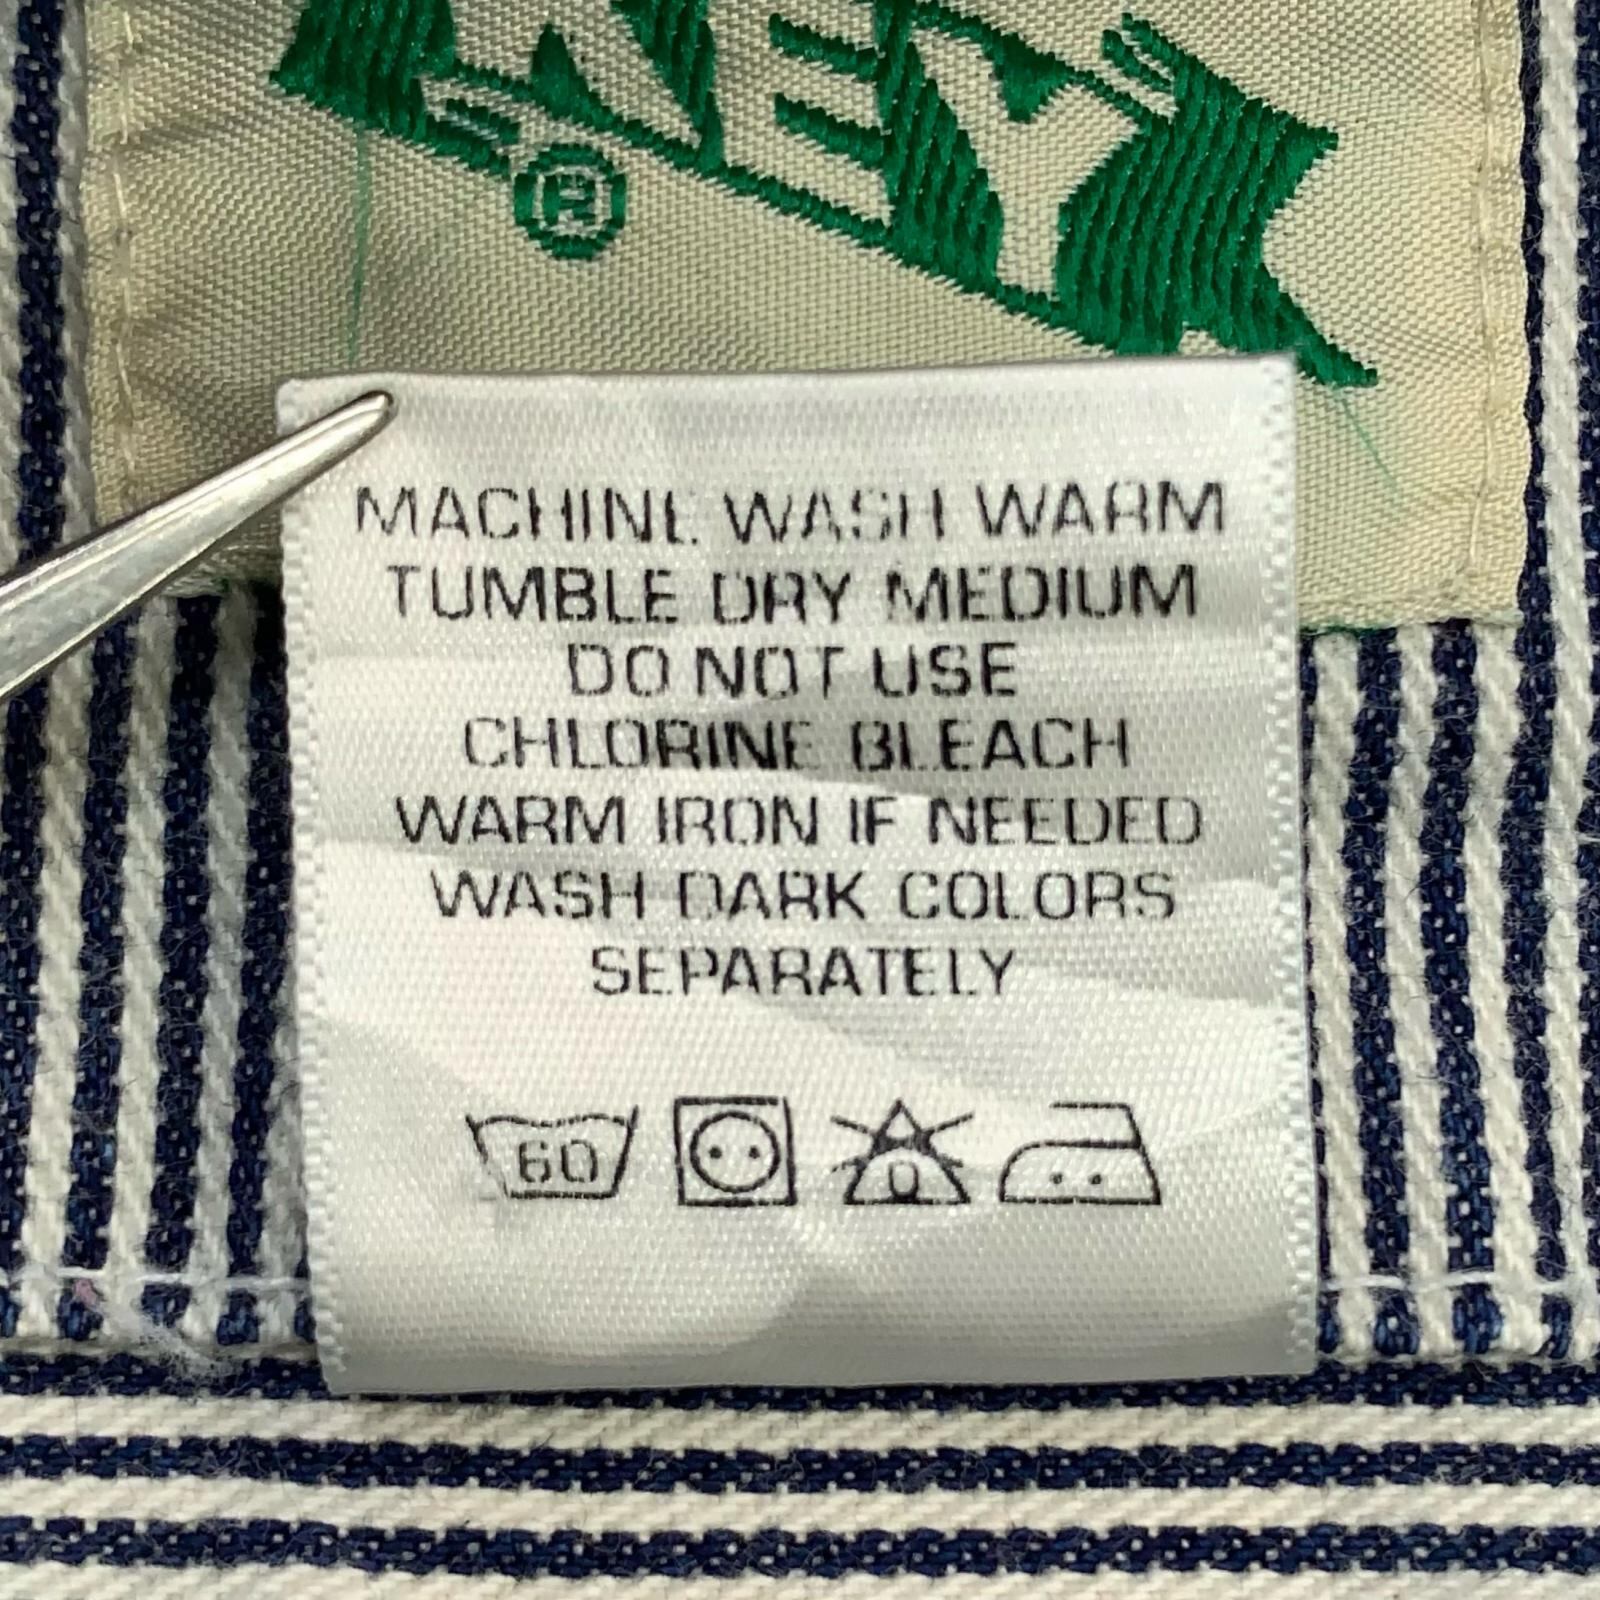 ®
MACHINE WASH WARM
TUMBLE DRY MEDIUM
DO NOT USE
CHLORINE BLEACH
WARM IRON IF NEEDED
WASH DARK COLORS
SEPARATELY
60